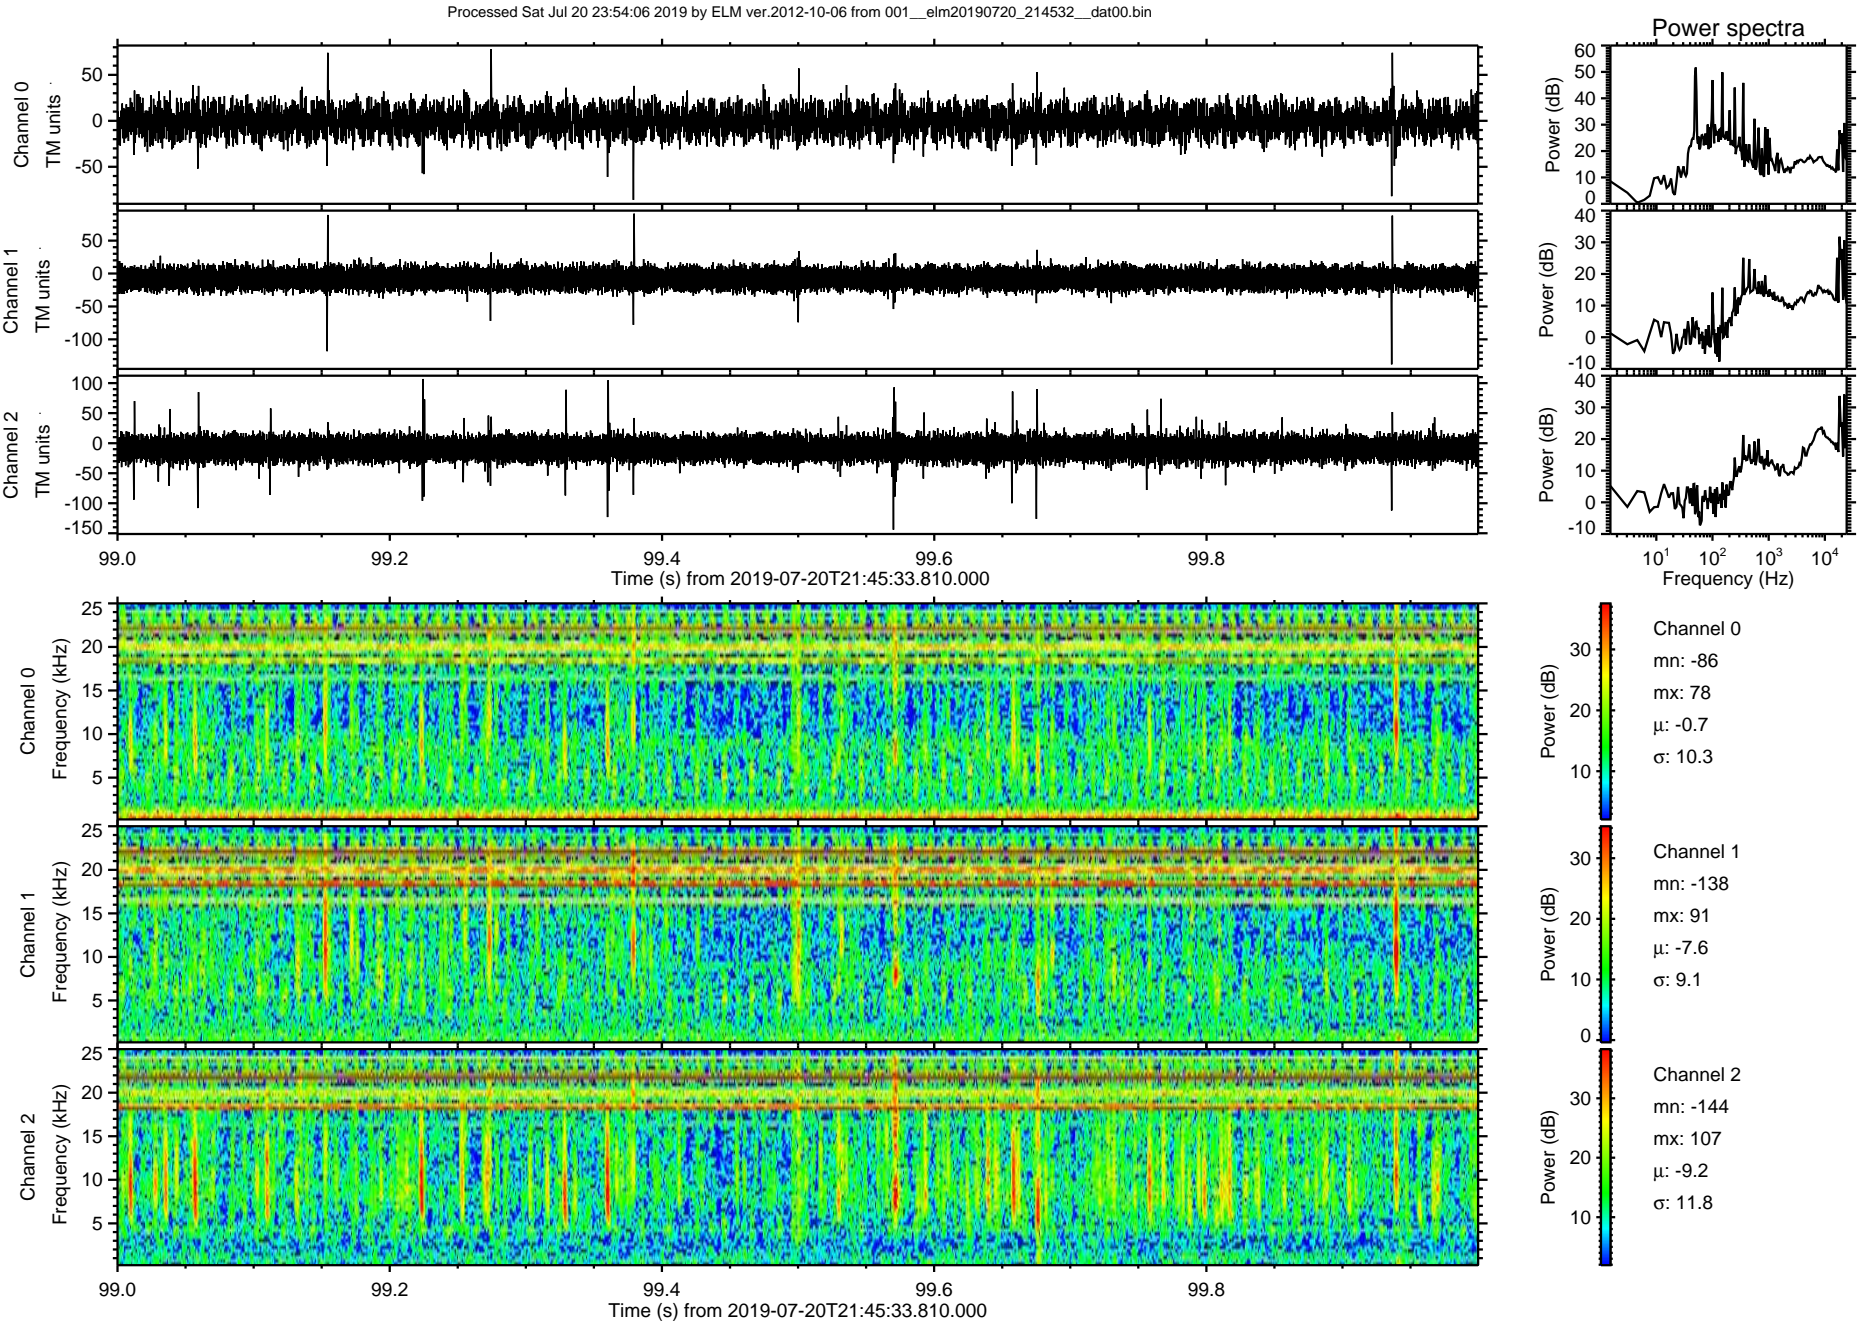 Processed Sat Jul 20 23:54:06 2019 by ELM ver.2012-10-06 from 001__elm20190720_214532__dat00.bin
Power spectra
Channel 0
TM units
50
0
-50
Power (dB)
60
50
40
30
20
10
0
Channel 1
TM units
50
0
-50
-100
Power (dB)
40
30
20
10
0
-10
Channel 2
TM units
100
50
0
-50
-100
-150
Power (dB)
40
30
20
10
0
-10
99.0 99.2 99.4 99.6 99.8
Time (s) from 2019-07-20T21:45:33.810.000
10¹ 10² 10³ 10⁴
Frequency (Hz)
Channel 0
Frequency (kHz)
25
20
15
10
5
Power (dB)
30
20
10
Channel 0
mn: -86
mx: 78
µ: -0.7
σ: 10.3
Channel 1
Frequency (kHz)
25
20
15
10
5
Power (dB)
30
20
10
0
Channel 1
mn: -138
mx: 91
µ: -7.6
σ: 9.1
Channel 2
Frequency (kHz)
25
20
15
10
5
Power (dB)
30
20
10
Channel 2
mn: -144
mx: 107
µ: -9.2
σ: 11.8
99.0 99.2 99.4 99.6 99.8
Time (s) from 2019-07-20T21:45:33.810.000